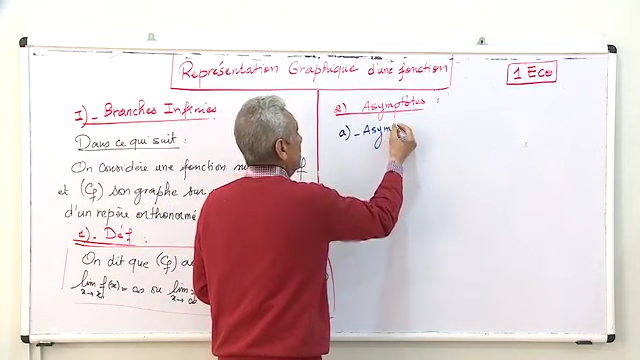 Représentation Graphique d'une fonction
1 Eco
I)- Branches Infinies
Dans ce qui suit :
On considère une fonction f
et (Cf) son graphe sur
d'un repère orthonormé
1)- Déf :
On dit que (Cf) a
lim f(x) = ∞ ou lim
x→x₀ x→∞
2) Asymptôtes :
a)- Asym